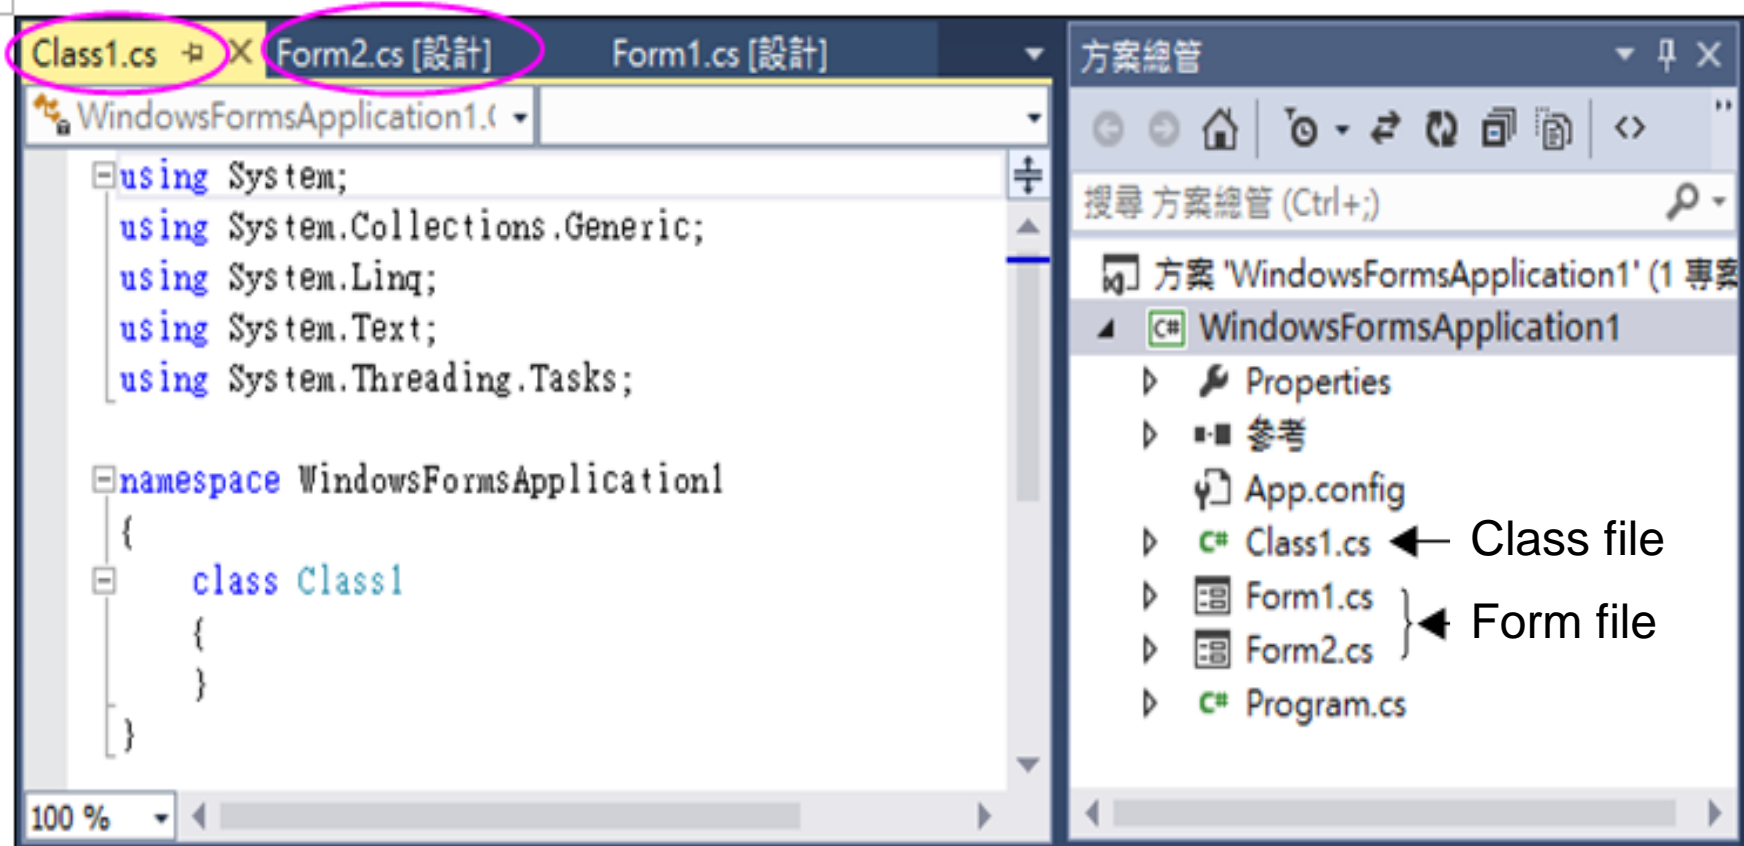 Class1.cs
Form2.cs [設計]
Form1.cs [設計]
WindowsFormsApplication1.
using System;
using System.Collections.Generic;
using System.Linq;
using System.Text;
using System.Threading.Tasks;
namespace WindowsFormsApplication1
{
class Class1
{
}
}
100 %
方案總管
搜尋 方案總管 (Ctrl+;)
方案 'WindowsFormsApplication1' (1 專案
C# WindowsFormsApplication1
Properties
參考
App.config
C# Class1.cs
Class file
Form1.cs
Form file
Form2.cs
C# Program.cs